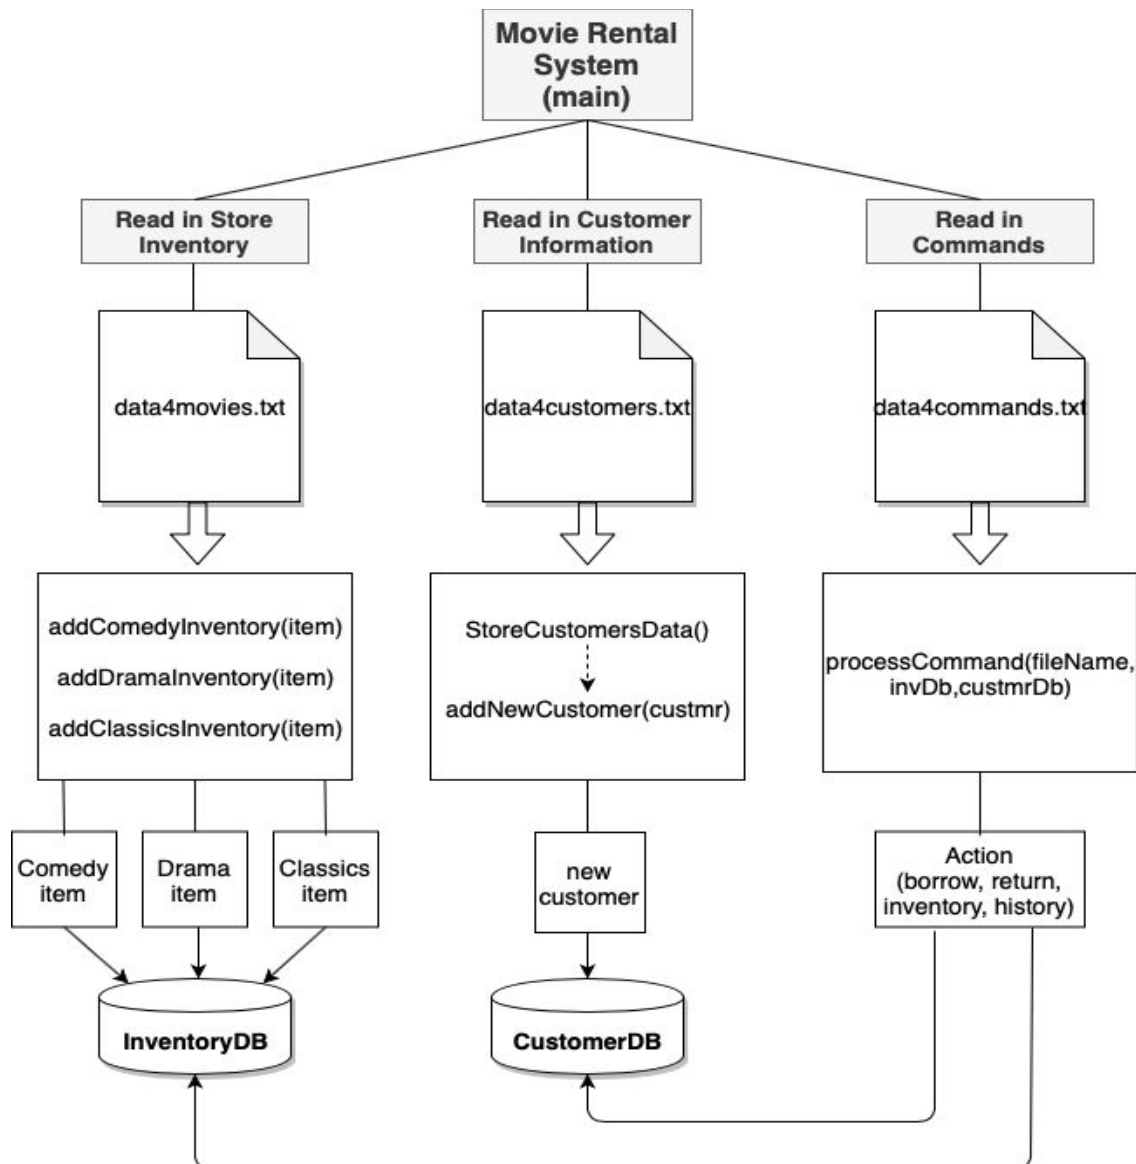 Movie Rental
System
(main)
Read in Store
Inventory
Read in Customer
Information
Read in
Commands
data4movies.txt
data4customers.txt
data4commands.txt
addComedyInventory(item)
addDramaInventory(item)
addClassicsInventory(item)
StoreCustomersData()
addNewCustomer(custmr)
processCommand(fileName,
invDb,custmrDb)
Comedy
item
Drama
item
Classics
item
new
customer
Action
(borrow, return,
inventory, history)
InventoryDB
CustomerDB